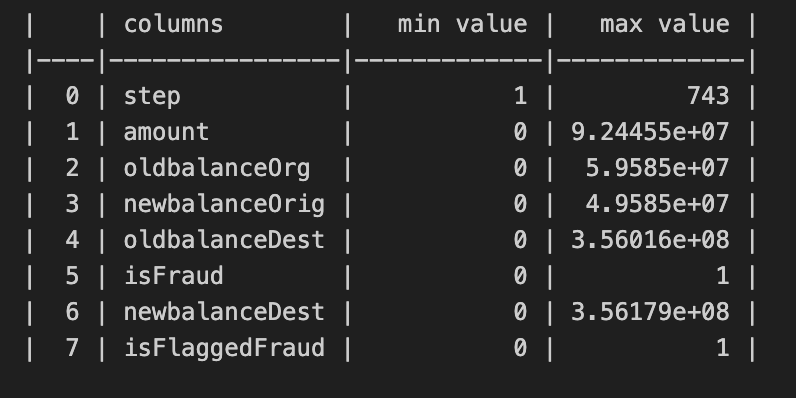 |    | columns        |   min value |   max value |
|----|----------------|-------------|-------------|
|  0 | step           |           1 |         743 |
|  1 | amount         |           0 | 9.24455e+07 |
|  2 | oldbalanceOrg  |           0 |  5.9585e+07 |
|  3 | newbalanceOrig |           0 |  4.9585e+07 |
|  4 | oldbalanceDest |           0 | 3.56016e+08 |
|  5 | isFraud        |           0 |           1 |
|  6 | newbalanceDest |           0 | 3.56179e+08 |
|  7 | isFlaggedFraud |           0 |           1 |